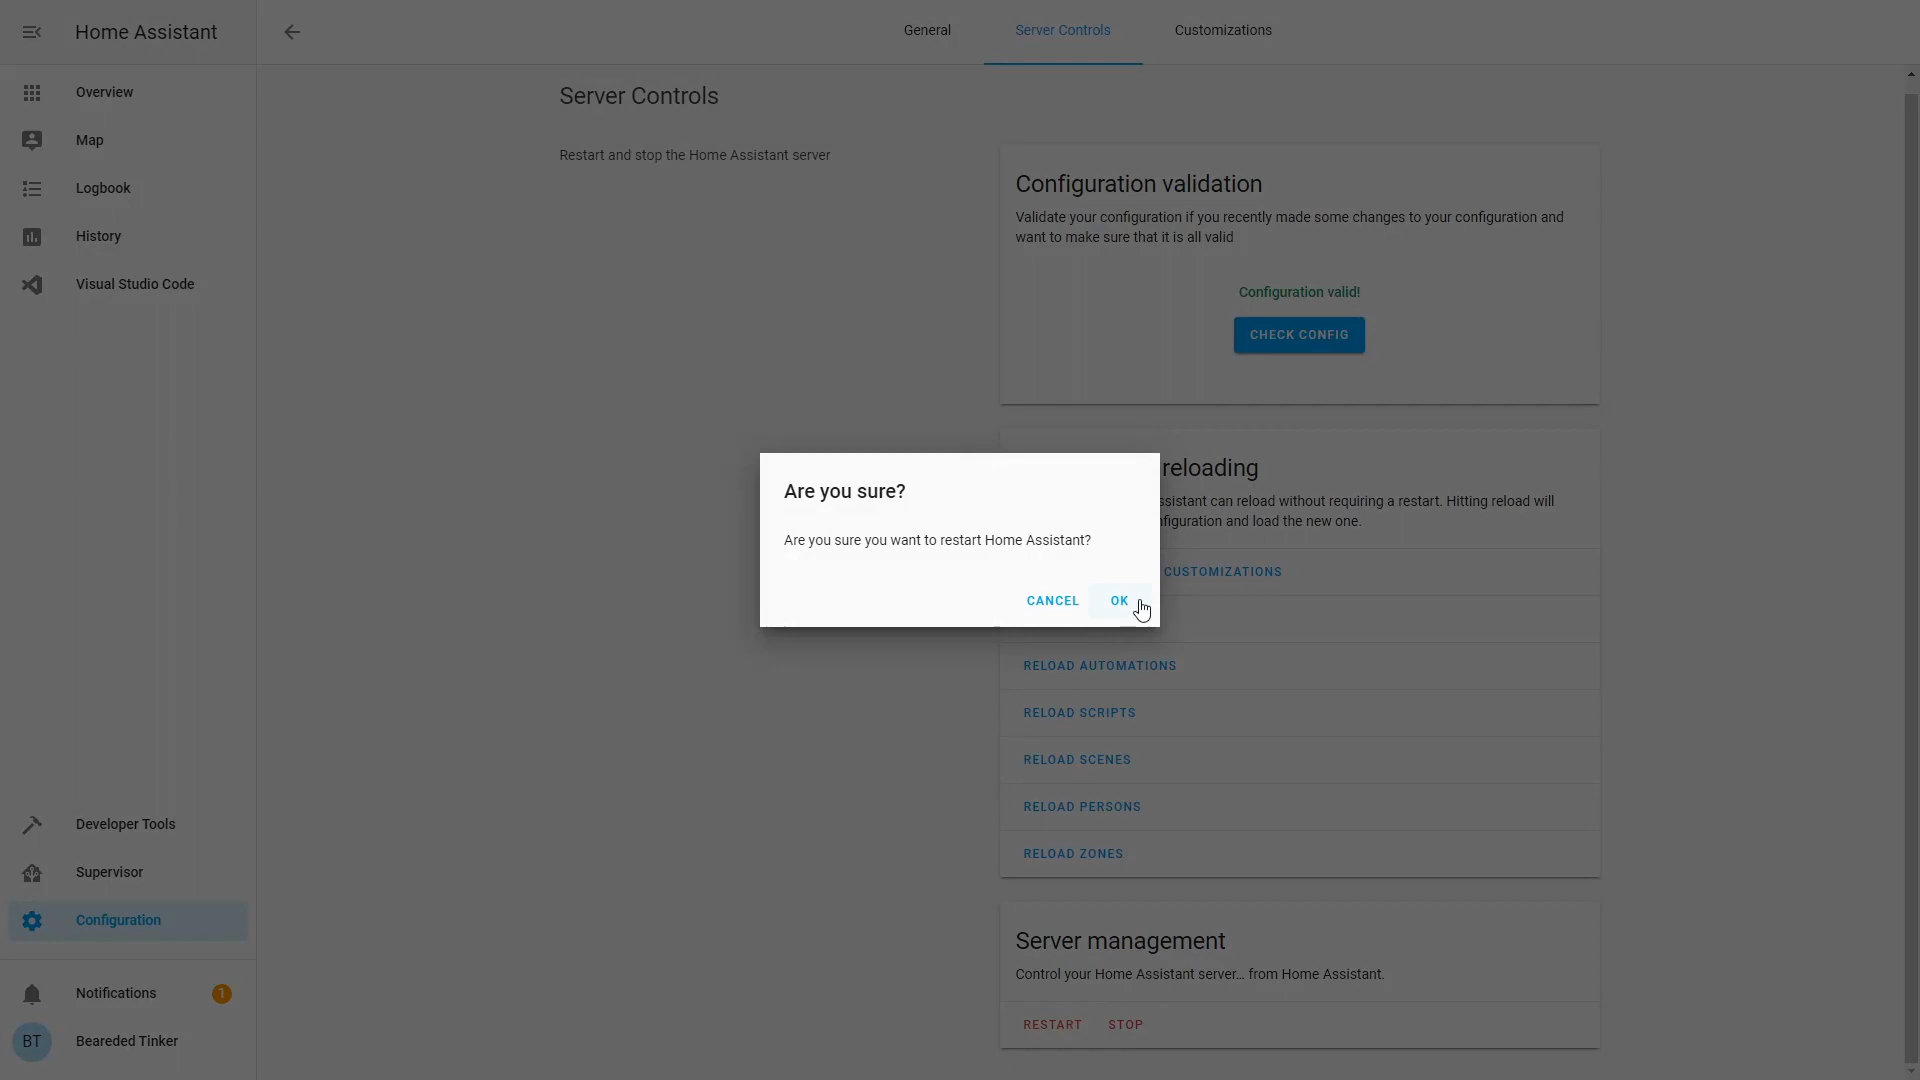 Home Assistant
General
Server Controls
Customizations
Overview
Map
Logbook
History
Visual Studio Code
Developer Tools
Supervisor
Configuration
Notifications
1
BT
Bearded Tinker
Server Controls
Restart and stop the Home Assistant server
Configuration validation
Validate your configuration if you recently made some changes to your configuration and
want to make sure that it is all valid
Configuration valid!
CHECK CONFIG
reloading
ssistant can reload without requiring a restart. Hitting reload will
figuration and load the new one.
CUSTOMIZATIONS
Are you sure?
Are you sure you want to restart Home Assistant?
CANCEL
OK
RELOAD AUTOMATIONS
RELOAD SCRIPTS
RELOAD SCENES
RELOAD PERSONS
RELOAD ZONES
Server management
Control your Home Assistant server… from Home Assistant.
RESTART
STOP